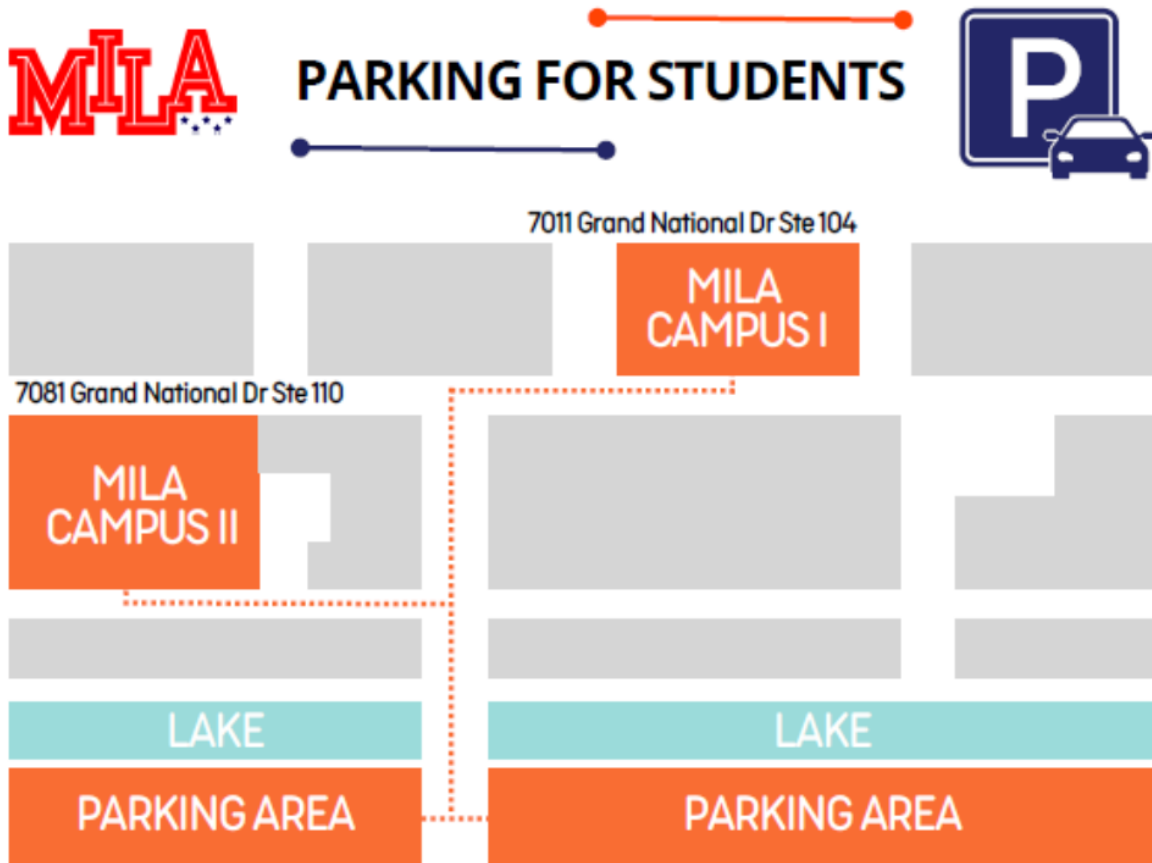 MILA
PARKING FOR STUDENTS
P
7011 Grand National Dr Ste 104
MILA
CAMPUS I
7081 Grand National Dr Ste 110
MILA
CAMPUS II
LAKE
LAKE
PARKING AREA
PARKING AREA